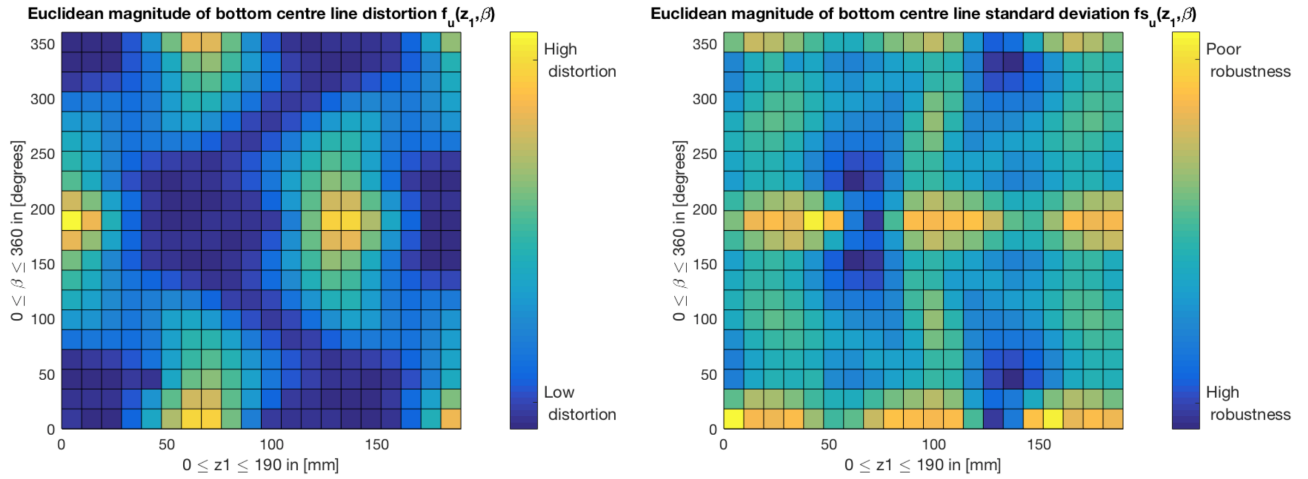 Euclidean magnitude of bottom centre line distortion f_u(z_1,β)
High
distortion
Low
distortion
350
300
250
200
150
100
50
0
0 ≤ β ≤ 360 in [degrees]
0
50
100
150
0 ≤ z1 ≤ 190 in [mm]
Euclidean magnitude of bottom centre line standard deviation fs_u(z_1,β)
Poor
robustness
High
robustness
350
300
250
200
150
100
50
0
0 ≤ β ≤ 360 in [degrees]
0
50
100
150
0 ≤ z1 ≤ 190 in [mm]